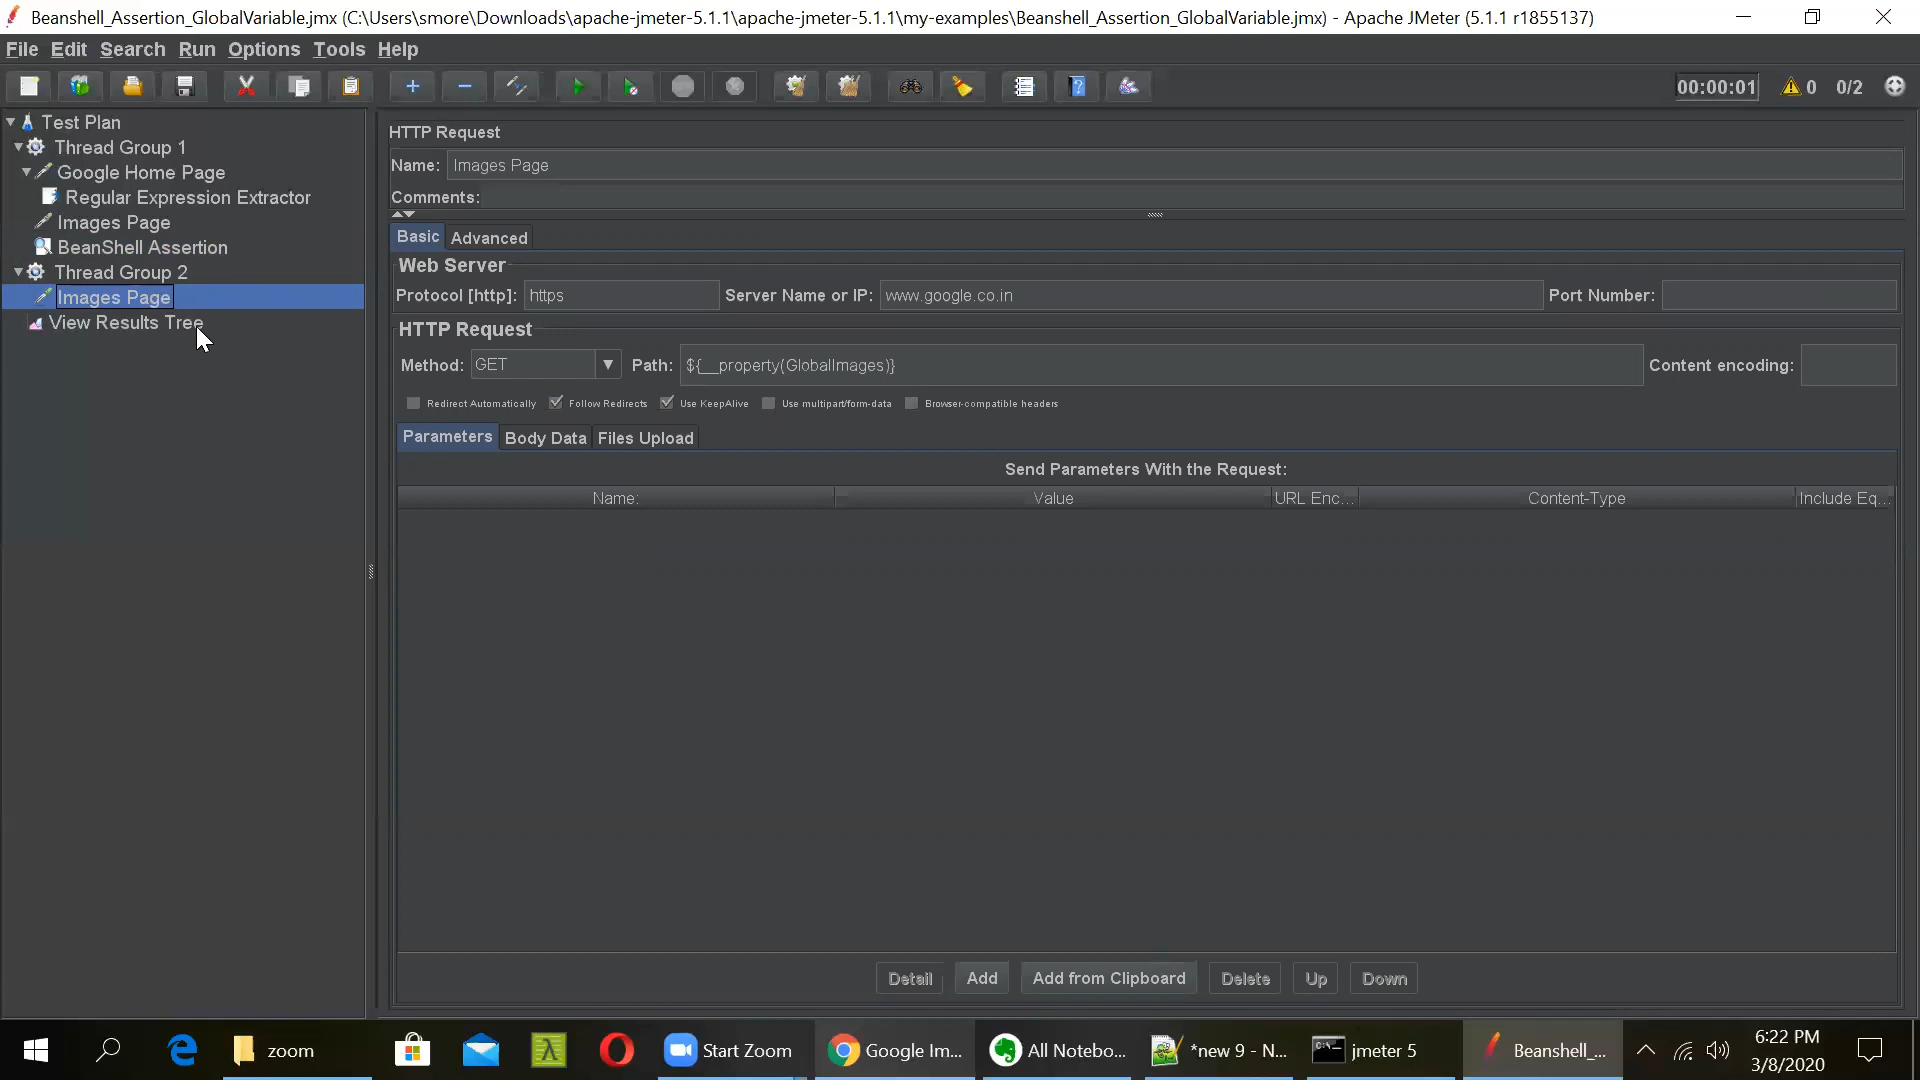 Beanshell_Assertion_GlobalVariable.jmx (C:\Users\smore\Downloads\apache-jmeter-5.1.1\apache-jmeter-5.1.1\my-examples\Beanshell_Assertion_GlobalVariable.jmx) - Apache JMeter (5.1.1 r1855137)
File Edit Search Run Options Tools Help
00:00:01 0 0/2
Test Plan
Thread Group 1
Google Home Page
Regular Expression Extractor
Images Page
BeanShell Assertion
Thread Group 2
Images Page
View Results Tree
HTTP Request
Name: Images Page
Comments:
Basic Advanced
Web Server
Protocol [http]: https Server Name or IP: www.google.co.in Port Number:
HTTP Request
Method: GET Path: ${__property(GlobalImages)} Content encoding:
Redirect Automatically Follow Redirects Use KeepAlive Use multipart/form-data Browser-compatible headers
Parameters Body Data Files Upload
Send Parameters With the Request:
Name: Value URL Enc... Content-Type Include Eq...
Detail Add Add from Clipboard Delete Up Down
zoom Start Zoom Google Im... All Notebo... *new 9 - N... jmeter 5 Beanshell_...
6:22 PM
3/8/2020